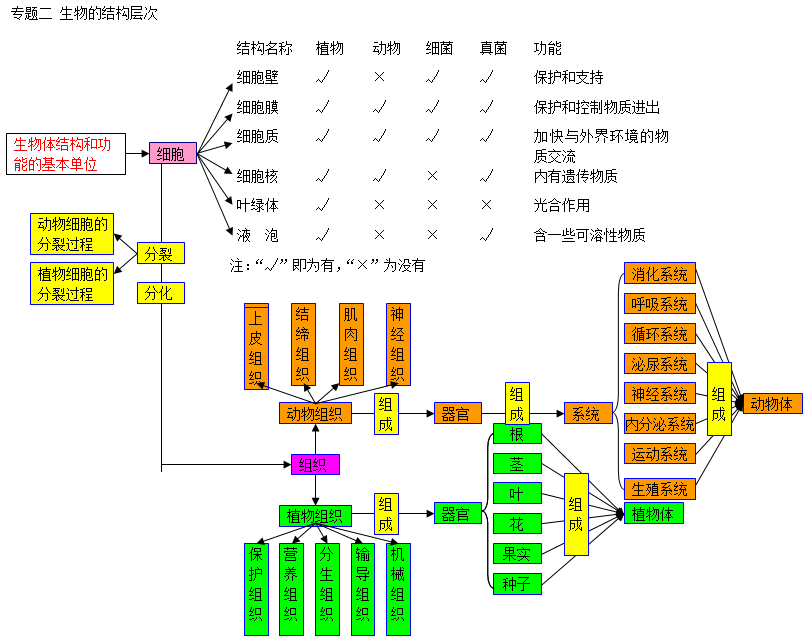 专题二 生物的结构层次
结构名称 植物 动物 细菌 真菌 功能
细胞壁 √ × √ √ 保护和支持
细胞膜 √ √ √ √ 保护和控制物质进出
细胞质 √ √ √ √ 加快与外界环境的物
质交流
细胞核 √ √ × √ 内有遗传物质
叶绿体 √ × × × 光合作用
液 泡 √ × × √ 含一些可溶性物质
注:“√”即为有,“×”为没有
生物体结构和功
能的基本单位
细胞
动物细胞的
分裂过程
植物细胞的
分裂过程
分裂
分化
上皮组织
结缔组织
肌肉组织
神经组织
动物组织
组成
器官
组成
系统
消化系统
呼吸系统
循环系统
泌尿系统
神经系统
内分泌系统
运动系统
生殖系统
组成
动物体
组织
植物组织
组成
器官
根
茎
叶
花
果实
种子
组成
植物体
保护组织
营养组织
分生组织
输导组织
机械组织